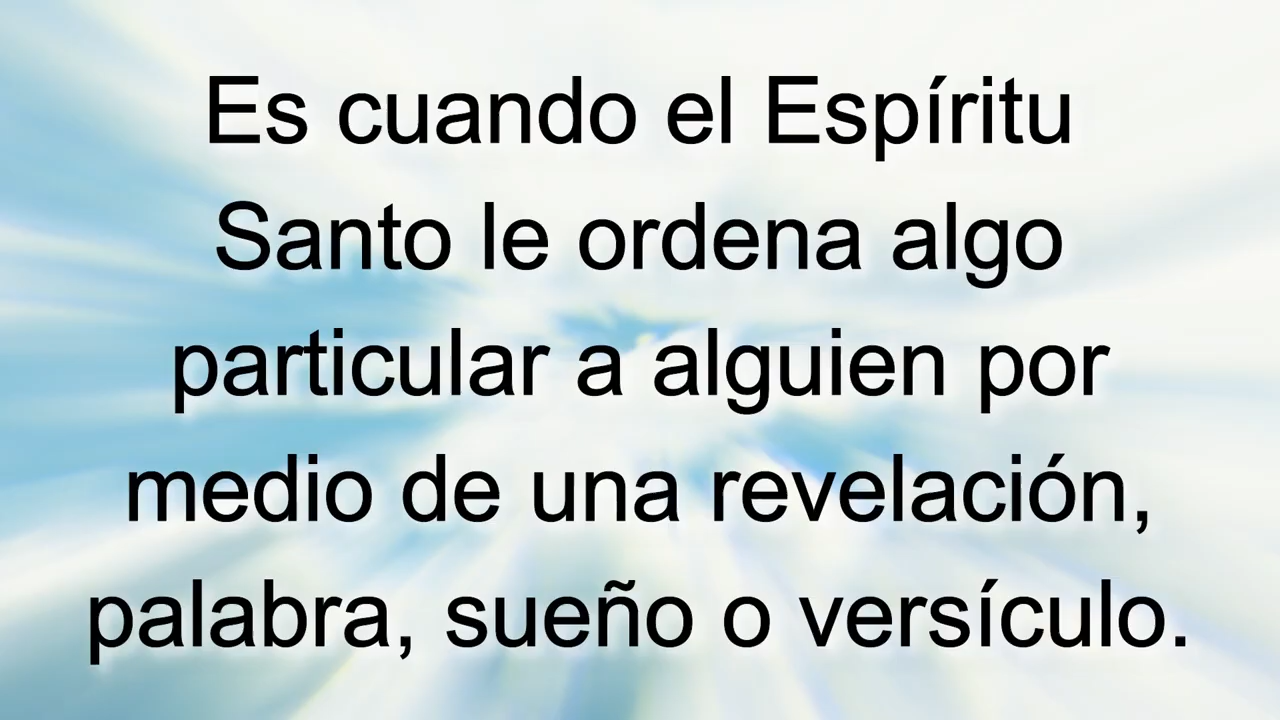 Es cuando el Espíritu
Santo le ordena algo
particular a alguien por
medio de una revelación,
palabra, sueño o versículo.